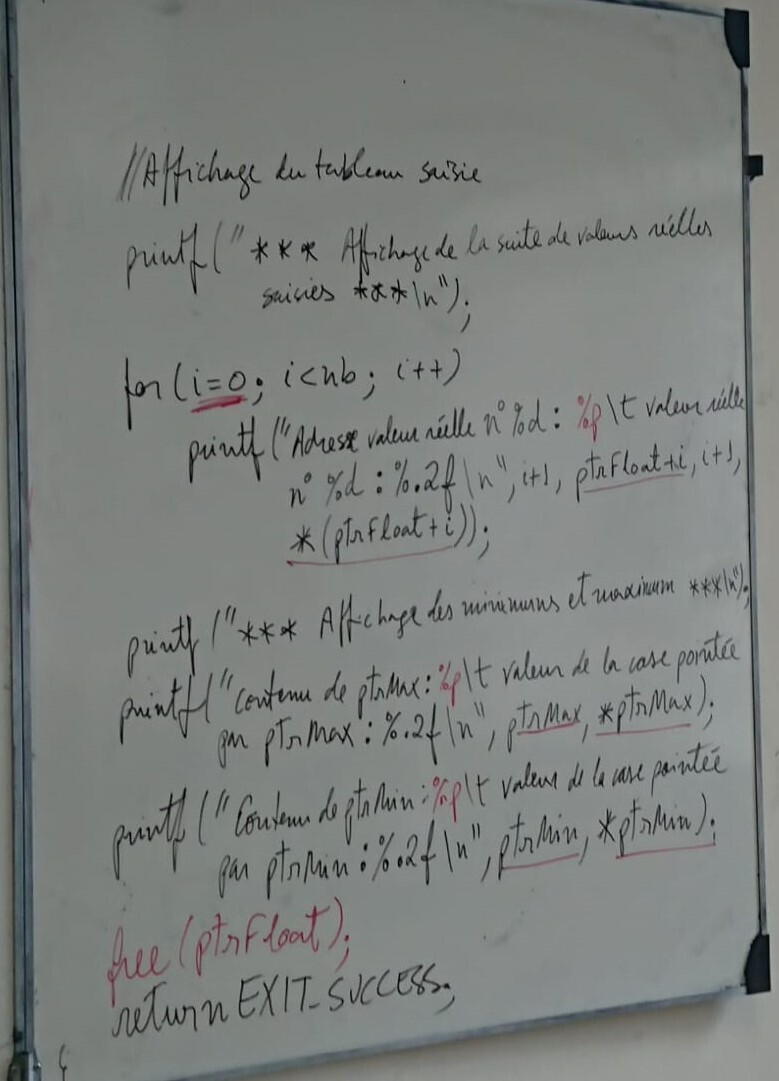 //Affichage du tableau saisie
printf("*** Affichage de la suite de valeurs réelles
saisies ***\n");
for(i=0; i<nb; i++)
printf("Adresse valeur réelle n°%d: %p\t valeur réelle
n° %d:%.2f\n", i+1, ptrFloat+i, i+1,
*(ptrFloat+i));
printf("*** Affichage des minimums et maximum ***\n");
printf("Contenu de ptrMax:%p\t valeur de la case pointée
par ptrMax:%.2f\n", ptrMax, *ptrMax);
printf("Contenu de ptrMin:%p\t valeur de la case pointée
par ptrMin:%.2f\n", ptrMin, *ptrMin);
free(ptrFloat);
return EXIT_SUCCESS;